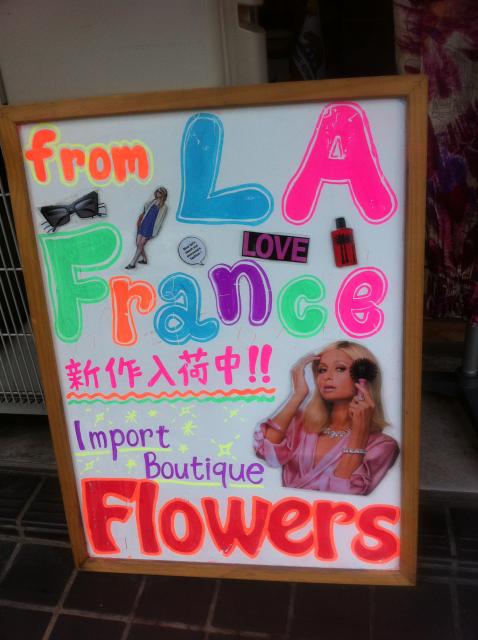 from LA
LOVE
France
新作入荷中!!
Import
Boutique
Flowers